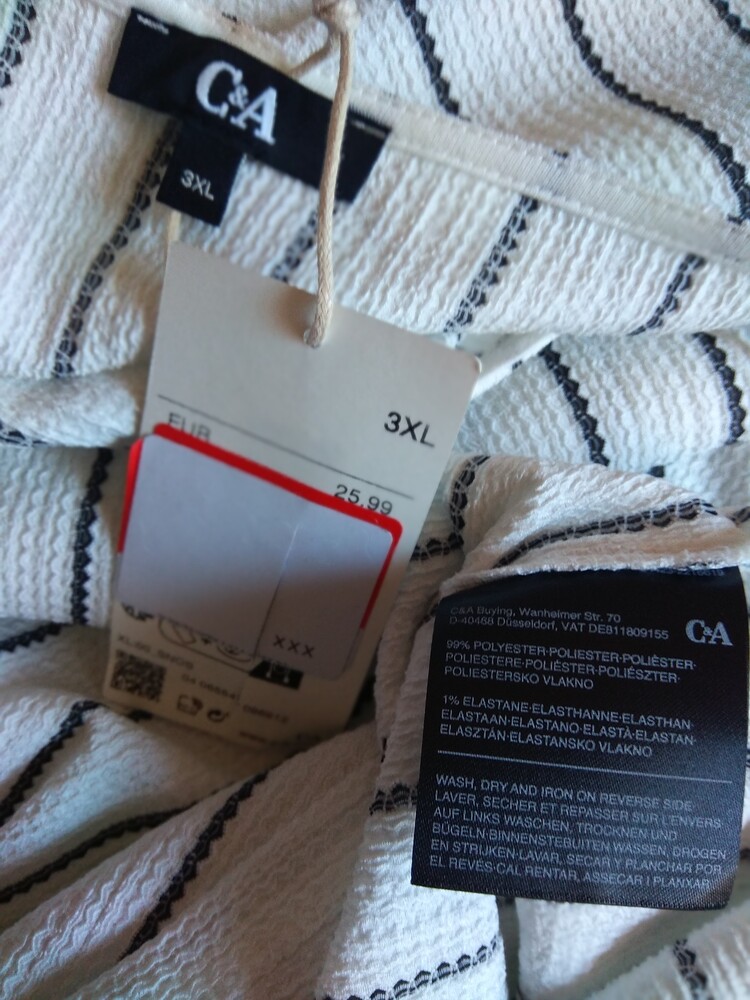 C&A
3XL
3XL
EUR
25.99
xxx
C&A Buying, Wanheimer Str. 70
D-40468 Düsseldorf, VAT DE811809155
C&A
99% POLYESTER·POLIESTER·POLIÈSTER·
POLIESTERE·POLIÉSTER·POLIÉSZTER·
POLIESTERSKO VLAKNO
1% ELASTANE·ELASTHANNE·ELASTHAN·
ELASTAAN·ELASTANO·ELASTÀ·ELASTAN·
ELASZTÁN·ELASTANSKO VLAKNO
WASH, DRY AND IRON ON REVERSE SIDE·
LAVER, SECHER ET REPASSER SUR L'ENVERS·
AUF LINKS WASCHEN, TROCKNEN UND
BÜGELN·BINNENSTEBUITEN WASSEN, DROGEN
EN STRIJKEN·LAVAR, SECAR Y PLANCHAR POR
EL REVÉS·CAL RENTAR, ASSECAR I PLANXAR